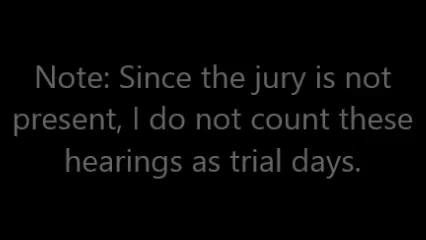 Note: Since the jury is not
present, I do not count these
hearings as trial days.